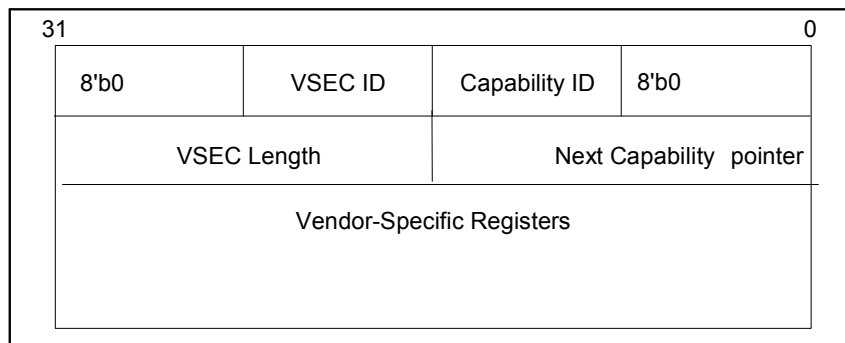 31 0
8'b0 VSEC ID Capability ID 8'b0
VSEC Length Next Capability pointer
Vendor-Specific Registers